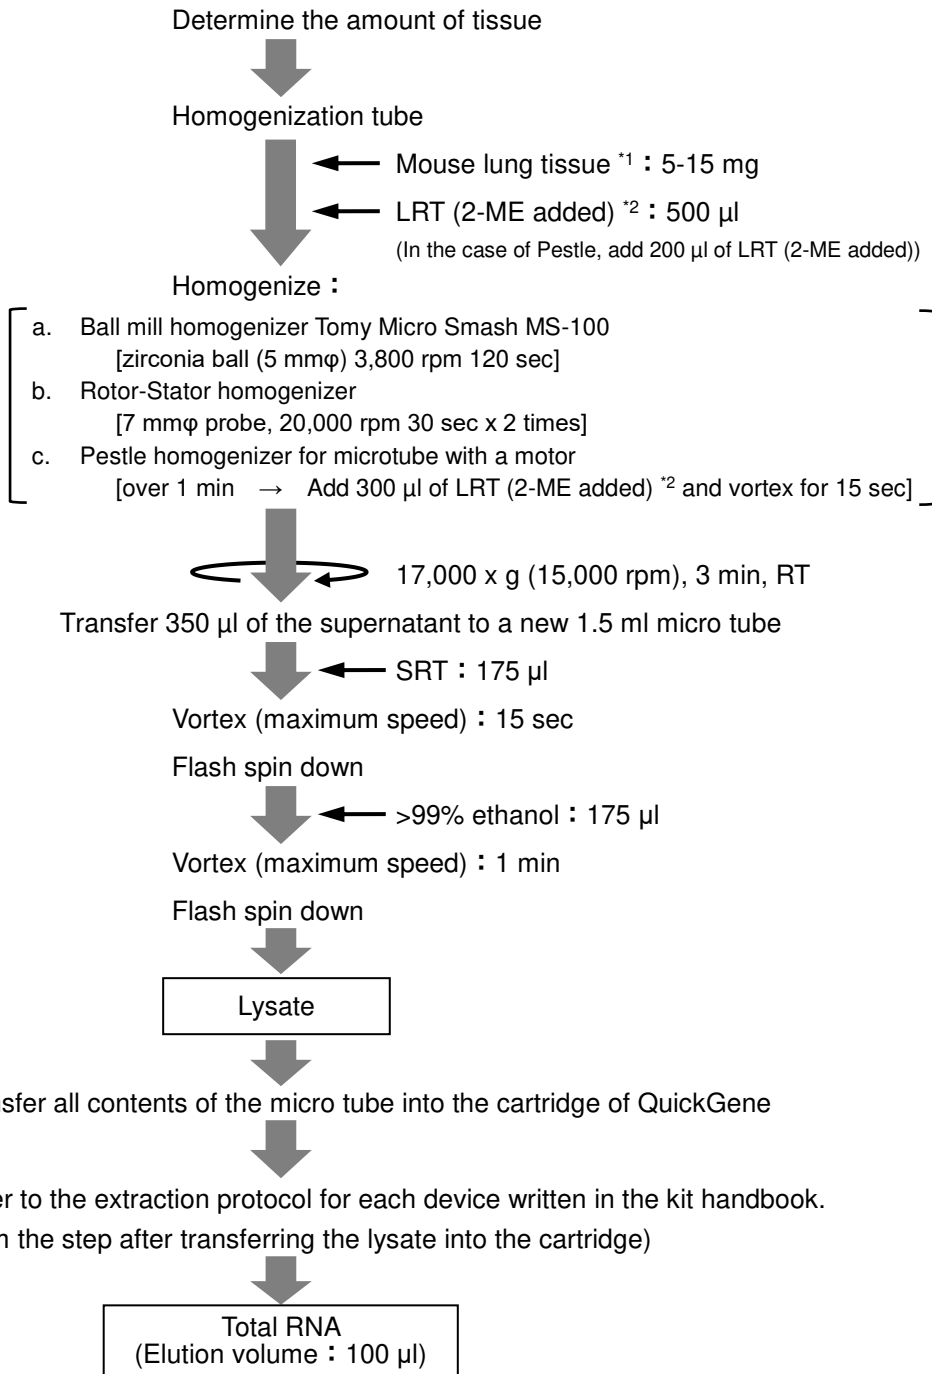 Determine the amount of tissue
Homogenization tube
Mouse lung tissue *1：5-15 mg
LRT (2-ME added) *2：500 µl
(In the case of Pestle, add 200 µl of LRT (2-ME added))
Homogenize：
a. Ball mill homogenizer Tomy Micro Smash MS-100
[zirconia ball (5 mmφ) 3,800 rpm 120 sec]
b. Rotor-Stator homogenizer
[7 mmφ probe, 20,000 rpm 30 sec x 2 times]
c. Pestle homogenizer for microtube with a motor
[over 1 min → Add 300 µl of LRT (2-ME added) *2 and vortex for 15 sec]
17,000 x g (15,000 rpm), 3 min, RT
Transfer 350 µl of the supernatant to a new 1.5 ml micro tube
SRT：175 µl
Vortex (maximum speed)：15 sec
Flash spin down
>99% ethanol：175 µl
Vortex (maximum speed)：1 min
Flash spin down
Lysate
sfer all contents of the micro tube into the cartridge of QuickGene
er to the extraction protocol for each device written in the kit handbook.
the step after transferring the lysate into the cartridge)
Total RNA
(Elution volume：100 µl)